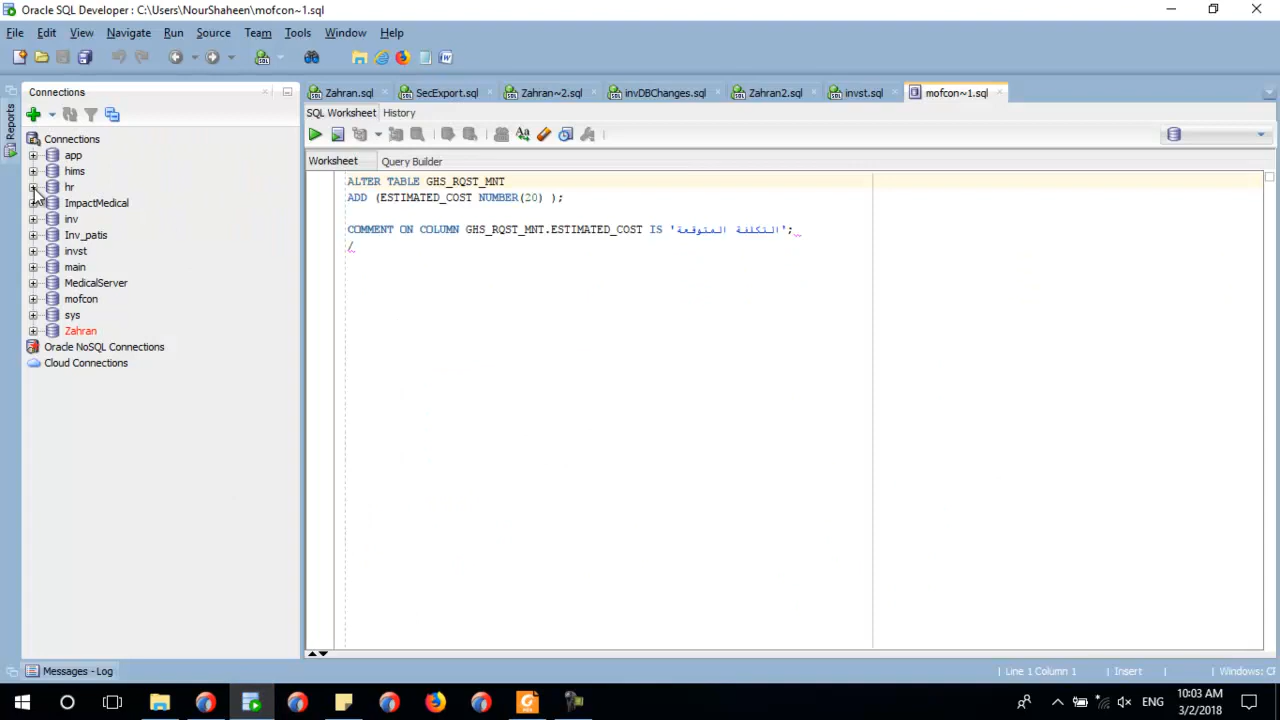 Oracle SQL Developer : C:\Users\NourShaheen\mofcon~1.sql
File Edit View Navigate Run Source Team Tools Window Help
Connections
Reports
Connections
app
hims
hr
ImpactMedical
inv
Inv_patis
invst
main
MedicalServer
mofcon
sys
Zahran
Oracle NoSQL Connections
Cloud Connections
Zahran.sql SecExport.sql Zahran~2.sql invDBChanges.sql Zahran2.sql invst.sql mofcon~1.sql
SQL Worksheet History
Worksheet Query Builder
ALTER TABLE GHS_RQST_MNT
ADD (ESTIMATED_COST NUMBER(20) );
COMMENT ON COLUMN GHS_RQST_MNT.ESTIMATED_COST IS 'التكلفة المتوقعة';
/
Messages - Log
Line 1 Column 1 Insert Windows: Cl
ENG 10:03 AM
3/2/2018